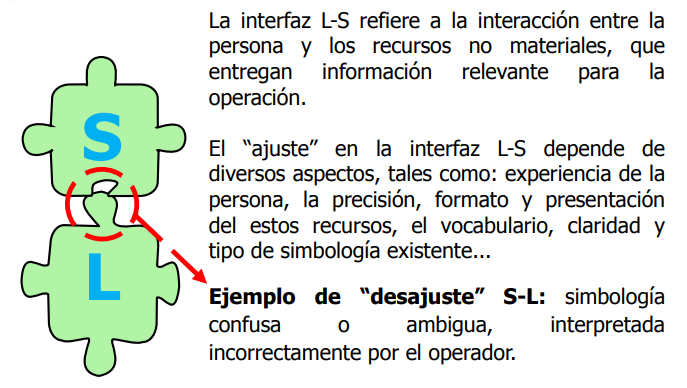 La interfaz L-S refiere a la interacción entre la
persona y los recursos no materiales, que
entregan información relevante para la
operación.
S
El “ajuste” en la interfaz L-S depende de
diversos aspectos, tales como: experiencia de la
persona, la precisión, formato y presentación
del estos recursos, el vocabulario, claridad y
tipo de simbología existente...
L
Ejemplo de “desajuste” S-L: simbología
confusa o ambigua, interpretada
incorrectamente por el operador.